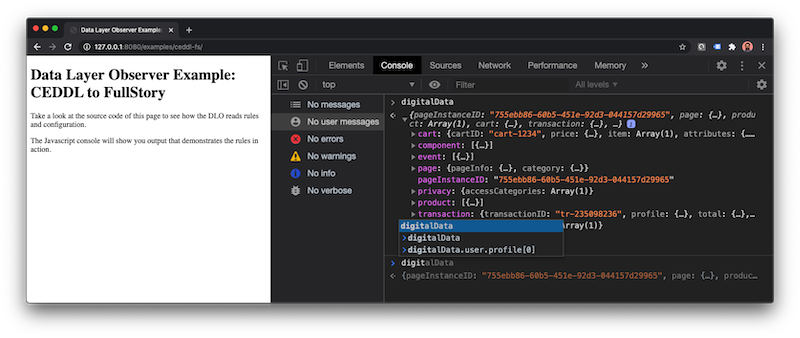 Data Layer Observer Example:
127.0.0.1:8080/examples/ceddl-fs/
Data Layer Observer Example:
CEDDL to FullStory
Take a look at the source code of this page to see how the DLO reads rules
and configuration.
The Javascript console will show you output that demonstrates the rules in
action.
Elements Console Sources Network Performance Memory »
top Filter All levels
No messages
No user messages
No errors
No warnings
No info
No verbose
> digitalData
{pageInstanceID: "755ebb86-60b5-451e-92d3-044157d29965", page: {…}, produ
ct: Array(1), cart: {…}, transaction: {…}, …} i
cart: {cartID: "cart-1234", price: {…}, item: Array(1), attributes: {……
component: [{…}]
event: [{…}]
page: {pageInfo: {…}, category: {…}}
pageInstanceID: "755ebb86-60b5-451e-92d3-044157d29965"
privacy: {accessCategories: Array(1)}
product: [{…}]
transaction: {transactionID: "tr-235098236", profile: {…}, total: {…},…
Array(1)}
digitalData
> digitalData
> digitalData.user.profile[0]
> digitalData
{pageInstanceID: "755ebb86-60b5-451e-92d3-044157d29965", page: {…}, produc…